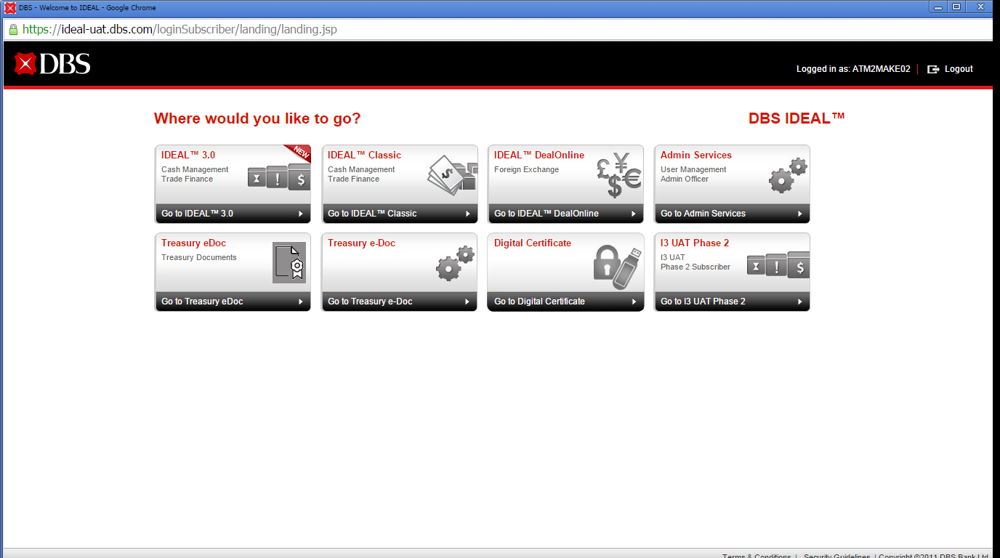 DBS - Welcome to IDEAL - Google Chrome
https://ideal-uat.dbs.com/loginSubscriber/landing/landing.jsp
DBS
Logged in as: ATM2MAKE02 | Logout
Where would you like to go?
DBS IDEAL™
IDEAL™ 3.0
NEW
Cash Management
Trade Finance
Go to IDEAL™ 3.0
IDEAL™ Classic
Cash Management
Trade Finance
Go to IDEAL™ Classic
IDEAL™ DealOnline
Foreign Exchange
Go to IDEAL™ DealOnline
Admin Services
User Management
Admin Officer
Go to Admin Services
Treasury eDoc
Treasury Documents
Go to Treasury eDoc
Treasury e-Doc
Go to Treasury e-Doc
Digital Certificate
Go to Digital Certificate
I3 UAT Phase 2
I3 UAT
Phase 2 Subscriber
Go to I3 UAT Phase 2
Terms & Conditions | Security Guidelines | Copyright ©2011 DBS Bank Ltd